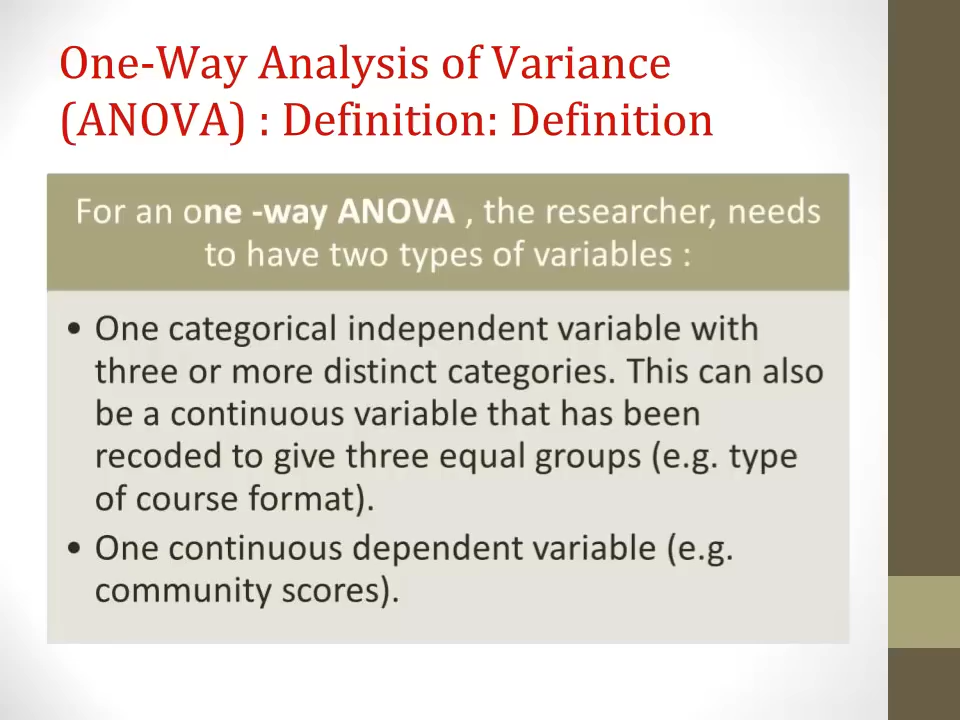 One-Way Analysis of Variance
(ANOVA) : Definition: Definition
For an one -way ANOVA , the researcher, needs
to have two types of variables :
• One categorical independent variable with
three or more distinct categories. This can also
be a continuous variable that has been
recoded to give three equal groups (e.g. type
of course format).
• One continuous dependent variable (e.g.
community scores).